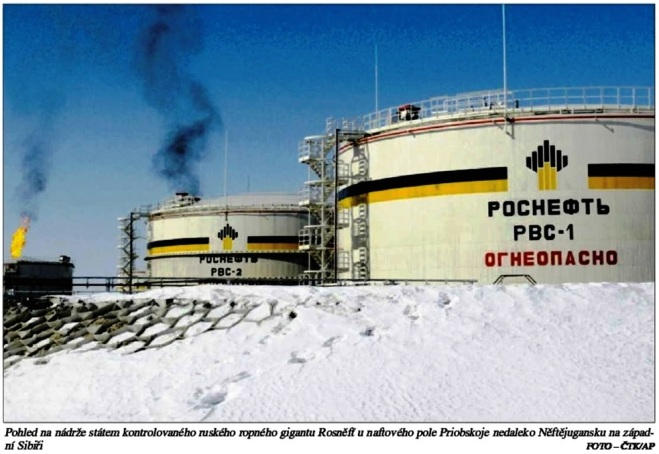 РОСНЕФТЬ
РВС-1
ОГНЕОПАСНО
РОСНЕФТЬ
РВС-2
Pohled na nádrže státem kontrolovaného ruského ropného gigantu Rosněfť u naftového pole Priobskoje nedaleko Něftějugansku na západ-
ní Sibiři
FOTO – ČTK/AP